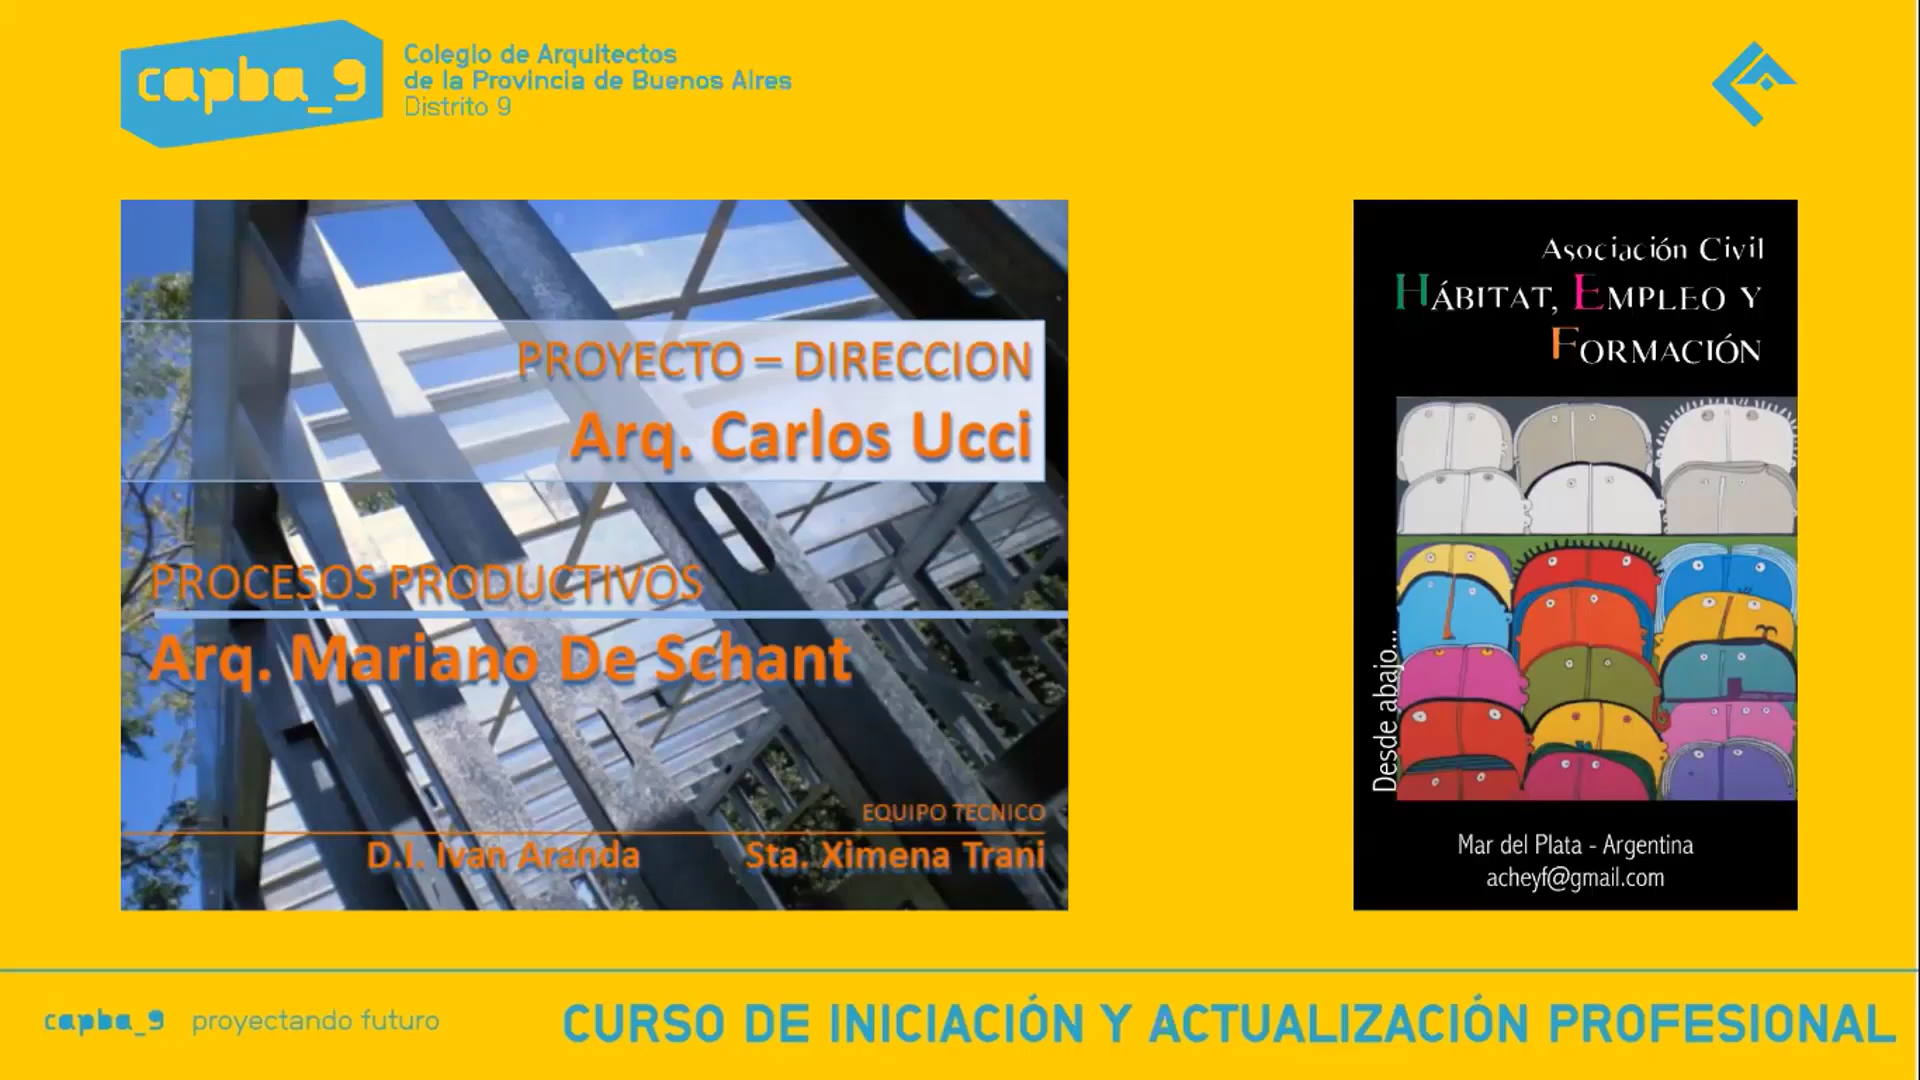 capba_9
Colegio de Arquitectos
de la Provincia de Buenos Aires
Distrito 9
PROYECTO – DIRECCION
Arq. Carlos Ucci
PROCESOS PRODUCTIVOS
Arq. Mariano De Schant
EQUIPO TECNICO
D.I. Ivan Aranda Sta. Ximena Trani
Asociación Civil
HÁBITAT, EMPLEO Y
FORMACIÓN
Desde abajo...
Mar del Plata - Argentina
acheyf@gmail.com
capba_9 proyectando futuro
CURSO DE INICIACIÓN Y ACTUALIZACIÓN PROFESIONAL